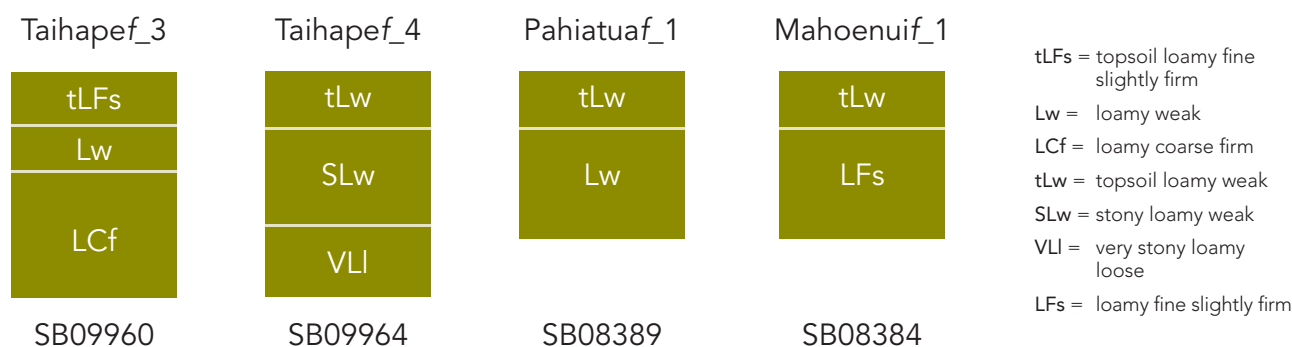 Taihapef_3
tLFs
Lw
LCf
SB09960
Taihapef_4
tLw
SLw
VLl
SB09964
Pahiatuaf_1
tLw
Lw
SB08389
Mahoenuif_1
tLw
LFs
SB08384
tLFs = topsoil loamy fine
slightly firm
Lw = loamy weak
LCf = loamy coarse firm
tLw = topsoil loamy weak
SLw = stony loamy weak
VLl = very stony loamy
loose
LFs = loamy fine slightly firm